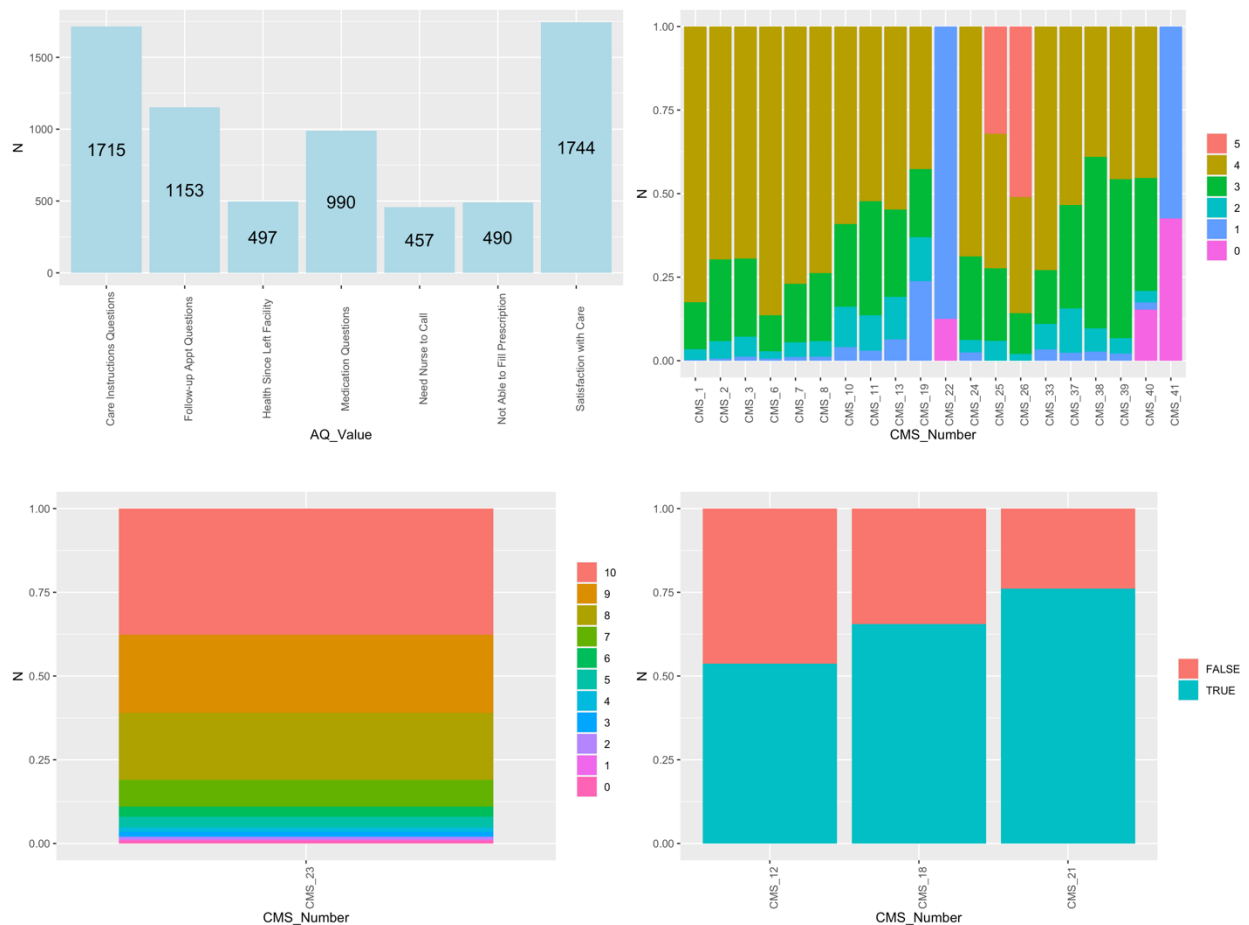 N
1500
1000
500
0
1715
1153
497
990
457
490
1744
Care Instructions Questions
Follow-up Appt Questions
Health Since Left Facility
Medication Questions
Need Nurse to Call
Not Able to Fill Prescription
Satisfaction with Care
AQ_Value
N
1.00
0.75
0.50
0.25
0.00
CMS_1
CMS_2
CMS_3
CMS_6
CMS_7
CMS_8
CMS_10
CMS_11
CMS_13
CMS_19
CMS_22
CMS_24
CMS_25
CMS_26
CMS_33
CMS_37
CMS_38
CMS_39
CMS_40
CMS_41
CMS_Number
5
4
3
2
1
0
N
1.00
0.75
0.50
0.25
0.00
CMS_23
CMS_Number
10
9
8
7
6
5
4
3
2
1
0
N
1.00
0.75
0.50
0.25
0.00
CMS_12
CMS_18
CMS_21
CMS_Number
FALSE
TRUE